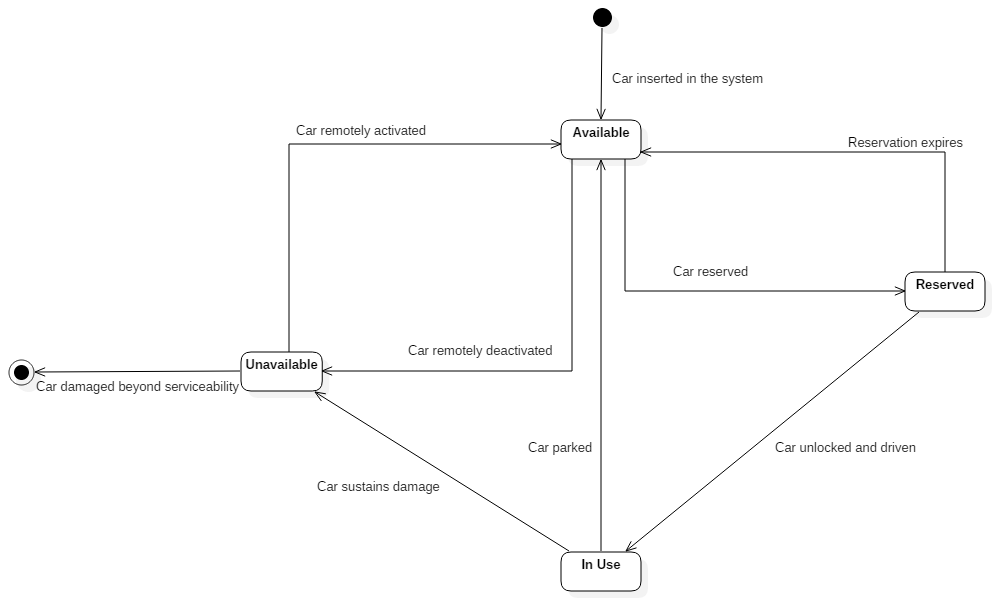 Car inserted in the system
Car remotely activated
Available
Reservation expires
Car reserved
Reserved
Car remotely deactivated
Unavailable
Car damaged beyond serviceability
Car parked
Car unlocked and driven
Car sustains damage
In Use